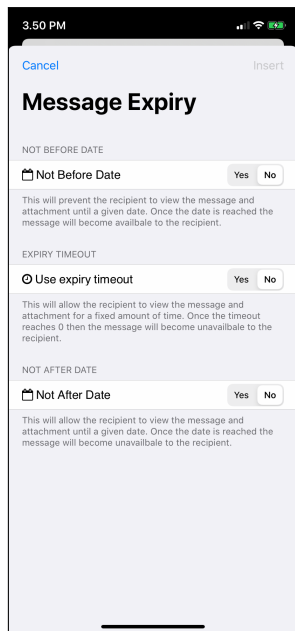 3.50 PM
Cancel
Insert
Message Expiry
NOT BEFORE DATE
Not Before Date
Yes
No
This will prevent the recipient to view the message and
attachment until a given date. Once the date is reached the
message will become availbale to the recipient.
EXPIRY TIMEOUT
Use expiry timeout
Yes
No
This will allow the recipient to view the message and
attachment for a fixed amount of time. Once the timeout
reaches 0 then the message will become unavailbale to the
recipient.
NOT AFTER DATE
Not After Date
Yes
No
This will allow the recipient to view the message and
attachment until a given date. Once the date is reached the
message will become unavailbale to the recipient.